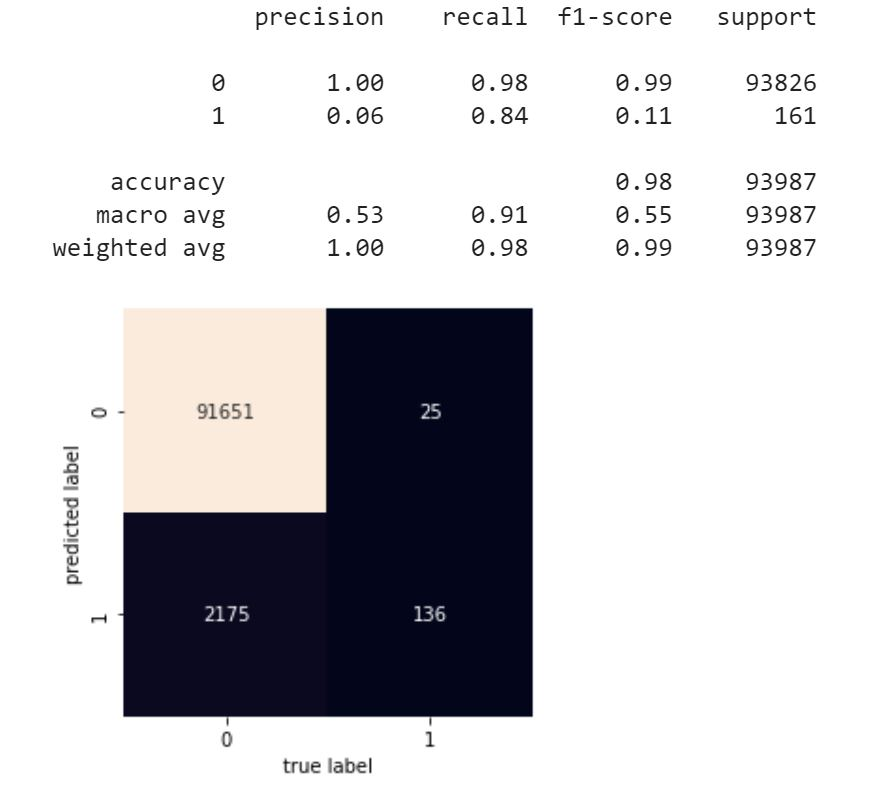 precision recall f1-score support
0 1.00 0.98 0.99 93826
1 0.06 0.84 0.11 161
accuracy 0.98 93987
macro avg 0.53 0.91 0.55 93987
weighted avg 1.00 0.98 0.99 93987
0
91651 25
predicted label
1
2175 136
0 1
true label